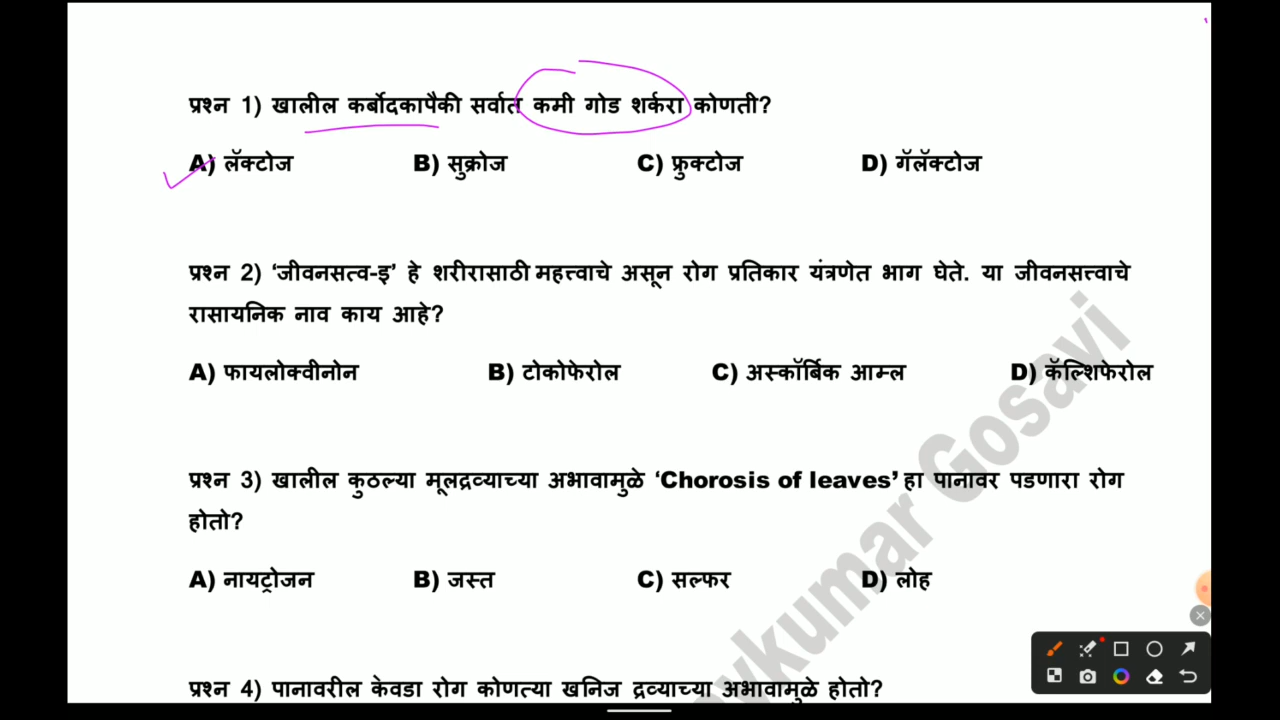 प्रश्न 1) खालील कर्बोदकापैकी सर्वात कमी गोड शर्करा कोणती?
A) लॅक्टोज B) सुक्रोज C) फ्रुक्टोज D) गॅलॅक्टोज
प्रश्न 2) ‘जीवनसत्व-इ’ हे शरीरासाठी महत्त्वाचे असून रोग प्रतिकार यंत्रणेत भाग घेते. या जीवनसत्त्वाचे
रासायनिक नाव काय आहे?
A) फायलोक्वीनोन B) टोकोफेरोल C) अस्कॉर्बिक आम्ल D) कॅल्शिफेरोल
प्रश्न 3) खालील कुठल्या मूलद्रव्याच्या अभावामुळे ‘Chorosis of leaves’ हा पानावर पडणारा रोग
होतो?
A) नायट्रोजन B) जस्त C) सल्फर D) लोह
प्रश्न 4) पानावरील केवडा रोग कोणत्या खनिज द्रव्याच्या अभावामुळे होतो?
vkumar Gosavi